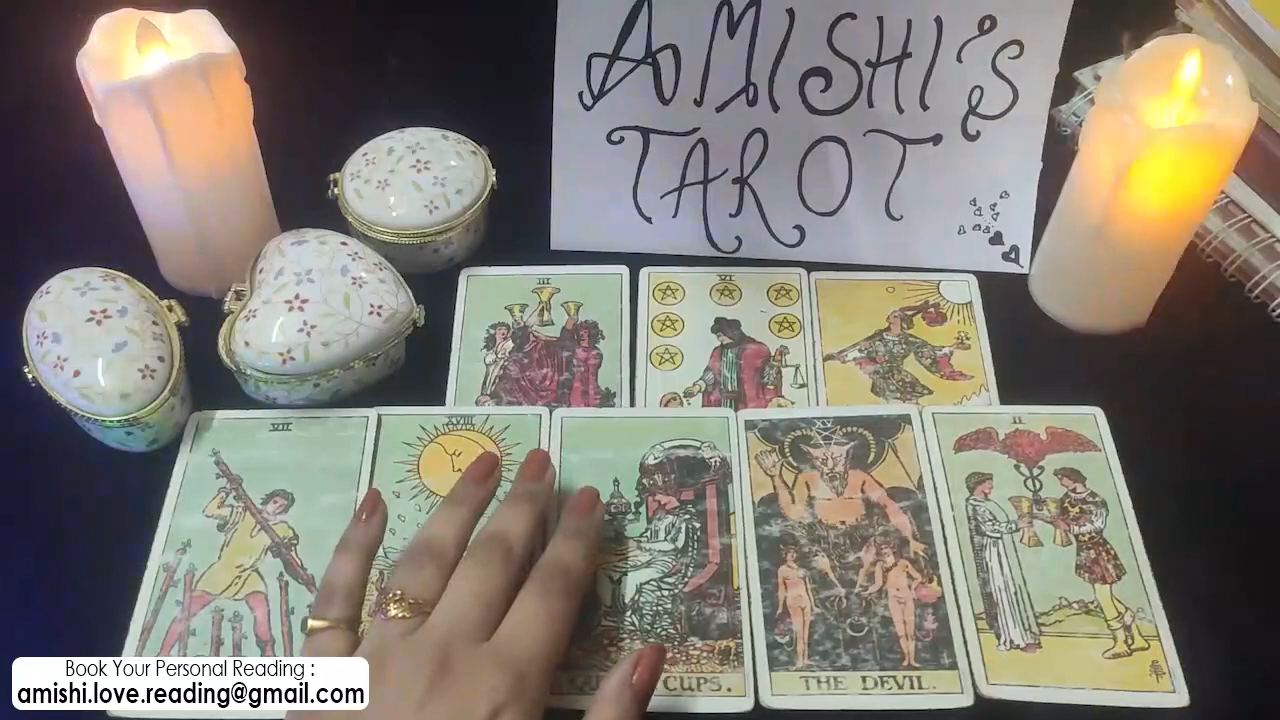 AMISHI's
TAROT
III
VI
VII
XVIII
XV
II
CUPS.
THE DEVIL.
Book Your Personal Reading :
amishi.love.reading@gmail.com